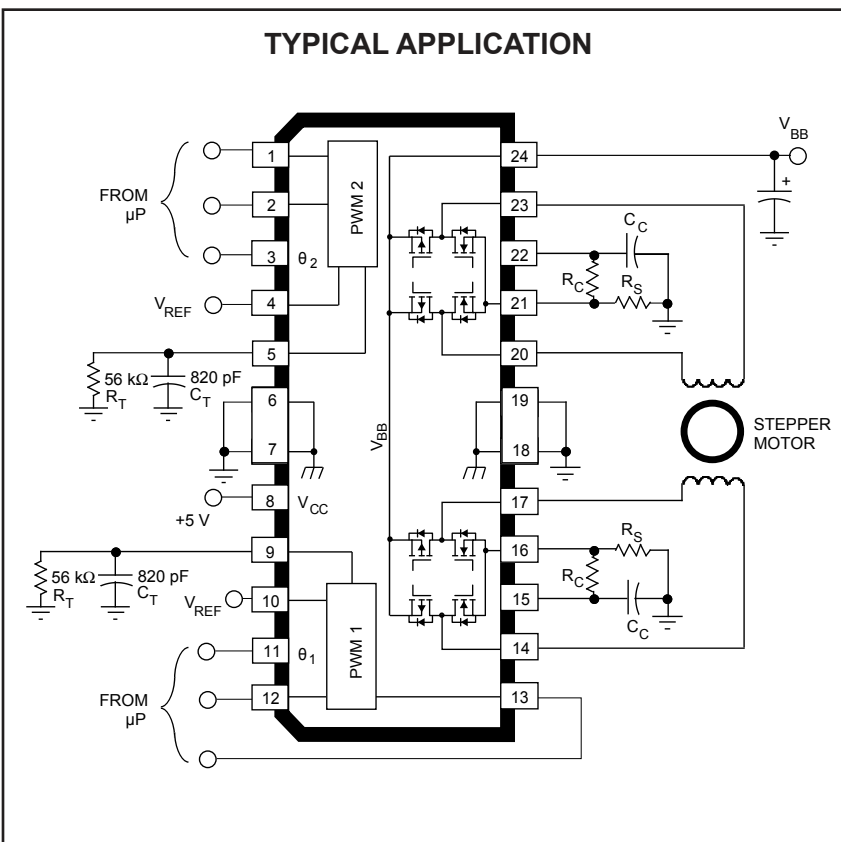 TYPICAL APPLICATION
V_BB
+
1
2
3
4
5
6
7
8
9
10
11
12
24
23
22
21
20
19
18
17
16
15
14
13
FROM
µP
θ_2
PWM 2
V_REF
56 kΩ
R_T
820 pF
C_T
+5 V
V_CC
V_BB
C_C
R_C
R_S
STEPPER
MOTOR
56 kΩ
R_T
820 pF
C_T
V_REF
θ_1
PWM 1
FROM
µP
R_S
R_C
C_C